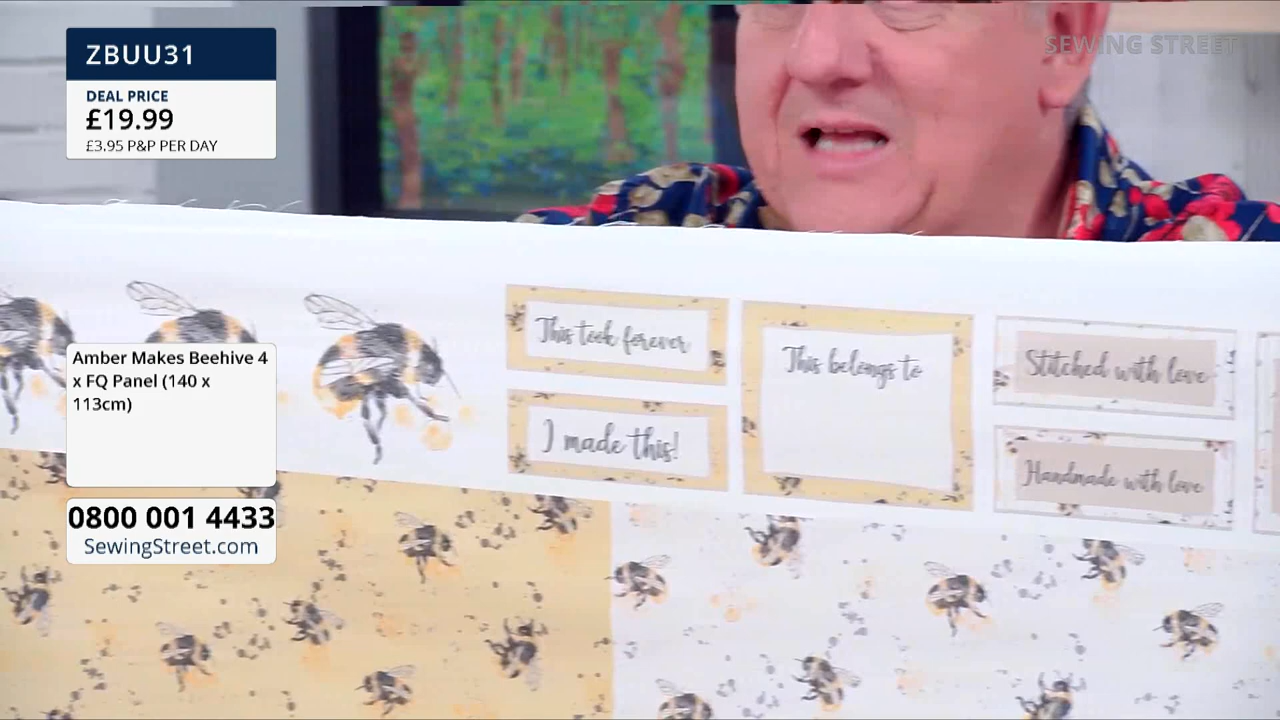 ZBUU31
DEAL PRICE
£19.99
£3.95 P&P PER DAY
SEWING STREET
This took forever
I made this!
This belongs to
Stitched with love
Handmade with love
Amber Makes Beehive 4
x FQ Panel (140 x
113cm)
0800 001 4433
SewingStreet.com